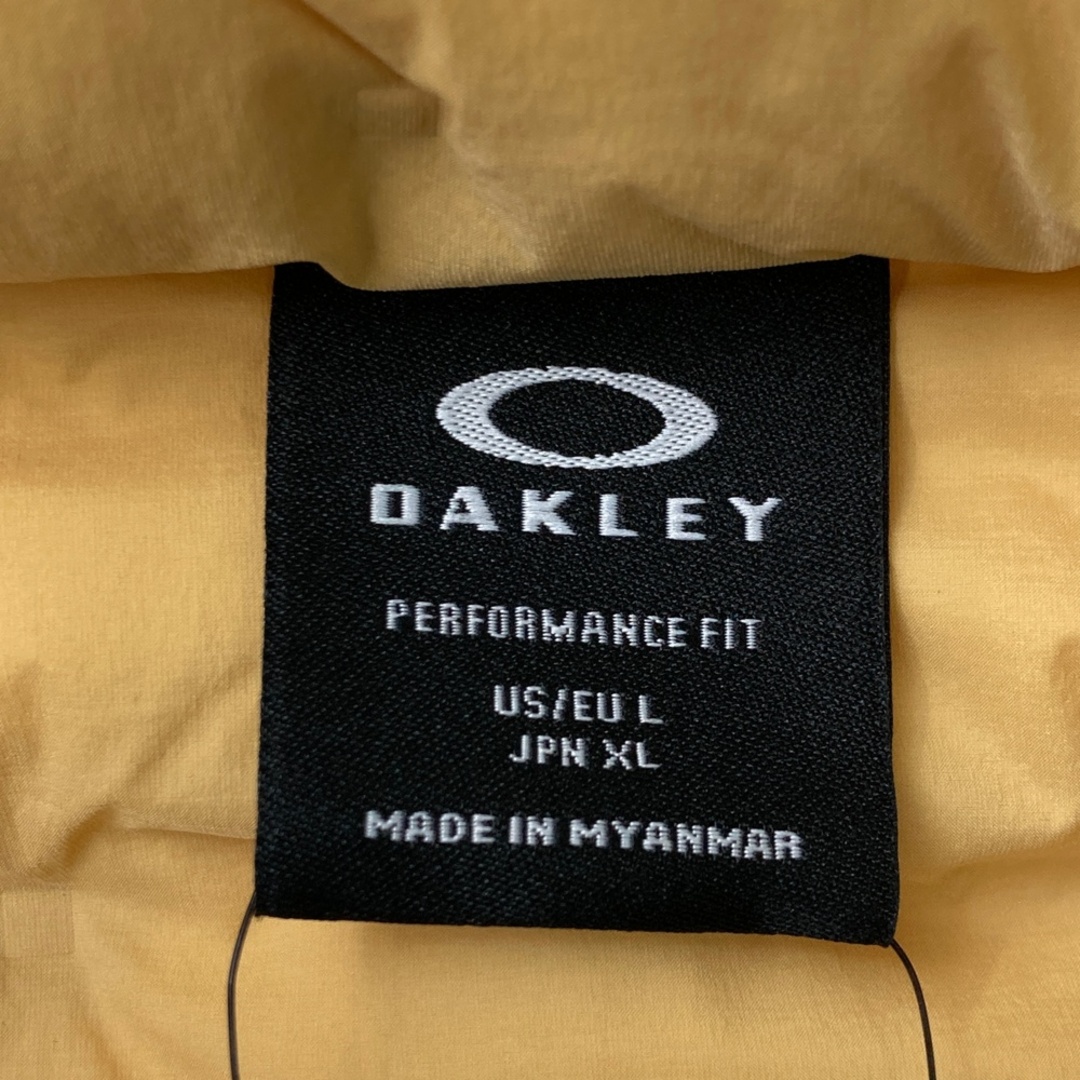 OAKLEY
PERFORMANCE FIT
US/EU L
JPN XL
MADE IN MYANMAR